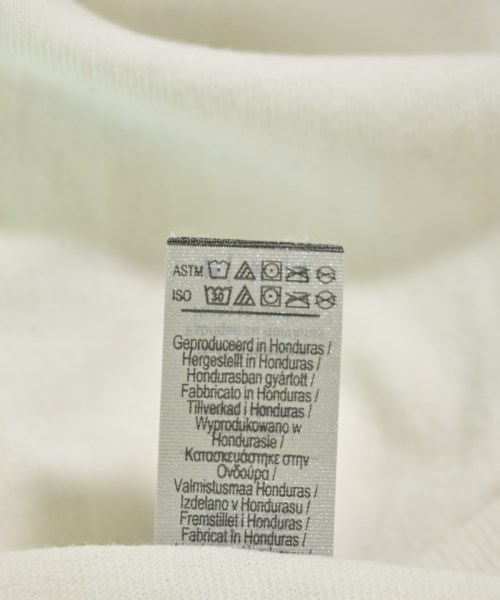 ASTM
ISO 30
Geproduceerd in Honduras /
Hergestellt in Honduras /
Hondurasban gyártott /
Fabbricato in Honduras /
Tillverkad i Honduras /
Wyprodukowano w
Hondurasie /
Κατασκευάστηκε στην
Ονδούρα /
Valmistusmaa Honduras /
Izdelano v Hondurasu /
Fremstillet i Honduras /
Fabricat în Honduras /